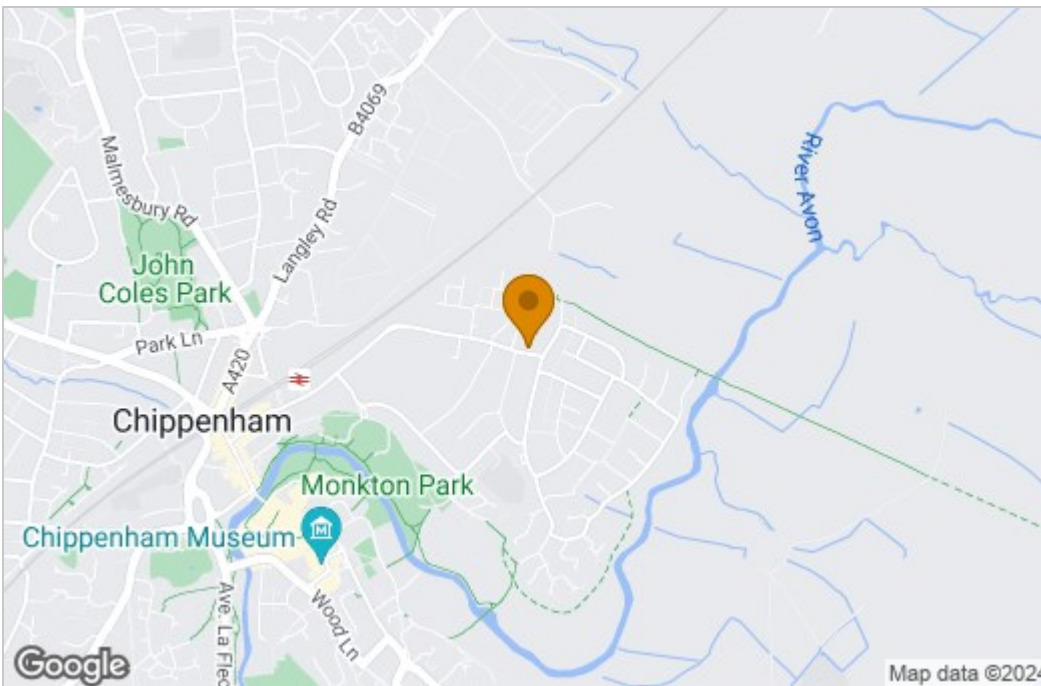 B4069
Malmesbury Rd
Langley Rd
River Avon
John
Coles Park
Park Ln
A420
Chippenham
Monkton Park
Chippenham Museum
M
Wood Ln
Ave. La Flec
Google
Map data ©2024